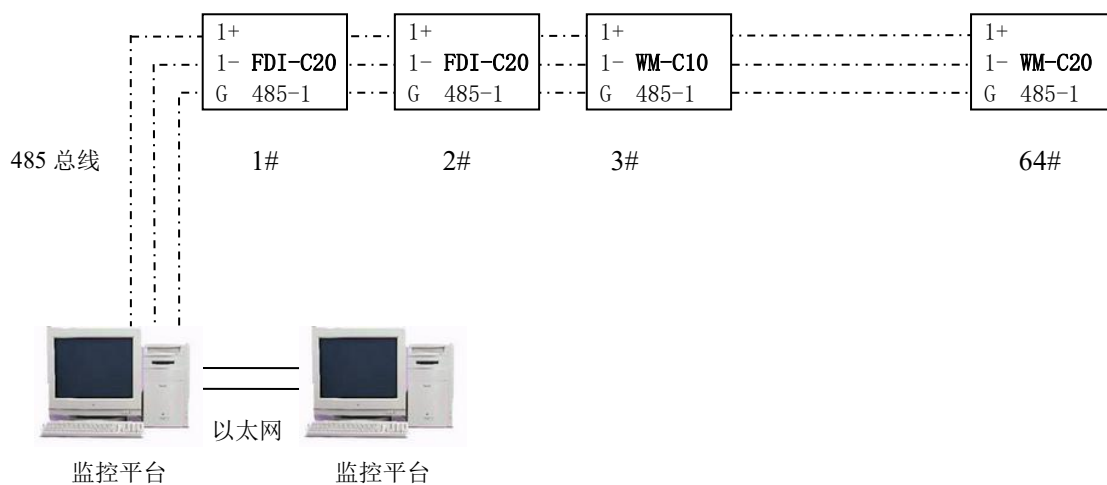 1+
1- FDI-C20
G 485-1
1+
1- FDI-C20
G 485-1
1+
1- WM-C10
G 485-1
1+
1- WM-C20
G 485-1
485 总线
1#
2#
3#
64#
以太网
监控平台
监控平台